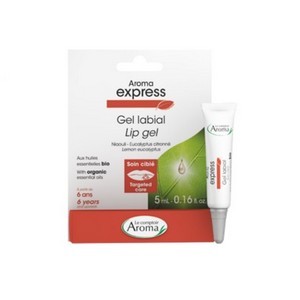 Aroma
express
Gel labial
Lip gel
Niaouli - Eucalyptus citronné
Lemon eucalyptus
Aux huiles
essentielles bio
With organic
essential oils
6 ans
6 years
Soin ciblé
Targeted
care
5 mL - 0.16 fl.oz.
Le comptoir
Aroma
express
Gel labial
Le comptoir
Aroma